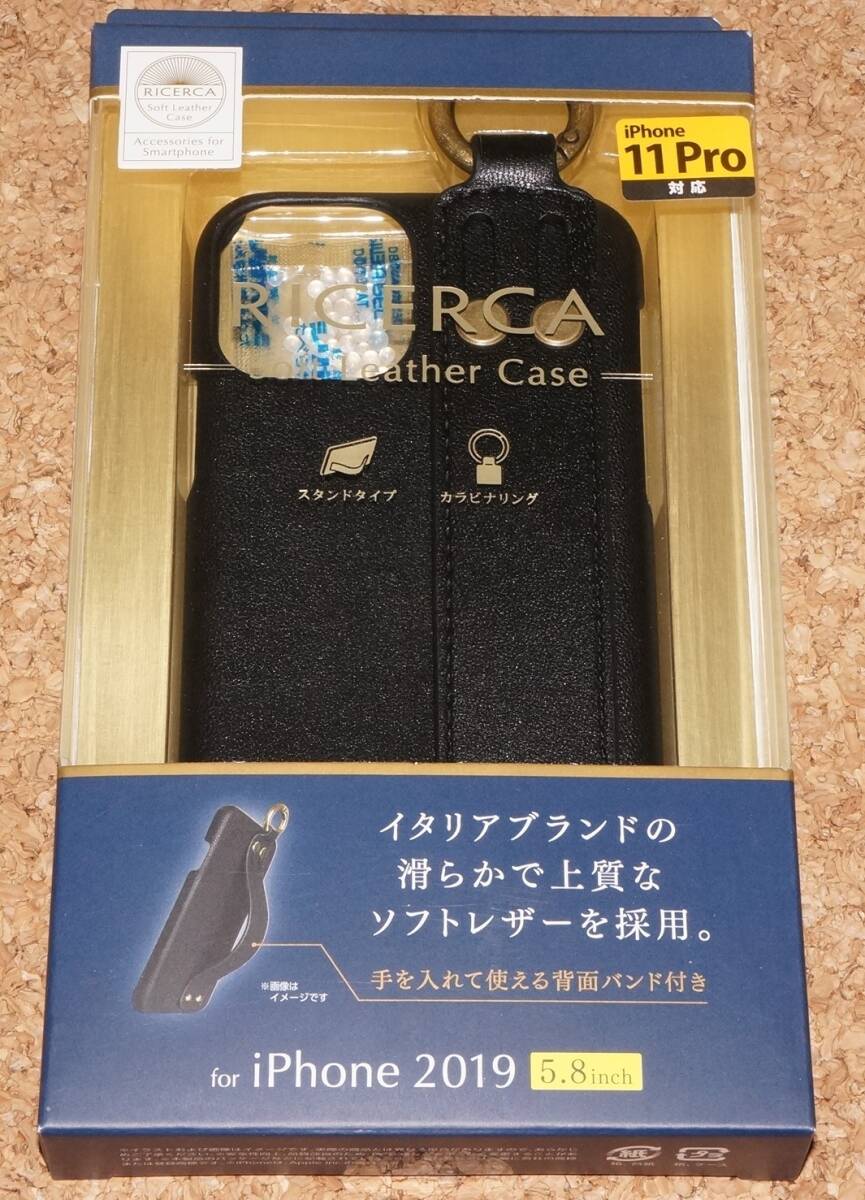 RICERCA
Soft Leather
Case
Accessories for
Smartphone
iPhone
11 Pro
対応
RICERCA
Soft Leather Case
スタンドタイプ
カラビナリング
イタリアブランドの
滑らかで上質な
ソフトレザーを採用。
手を入れて使える背面バンド付き
※画像は
イメージです
for iPhone 2019 5.8inch
紙
プラ